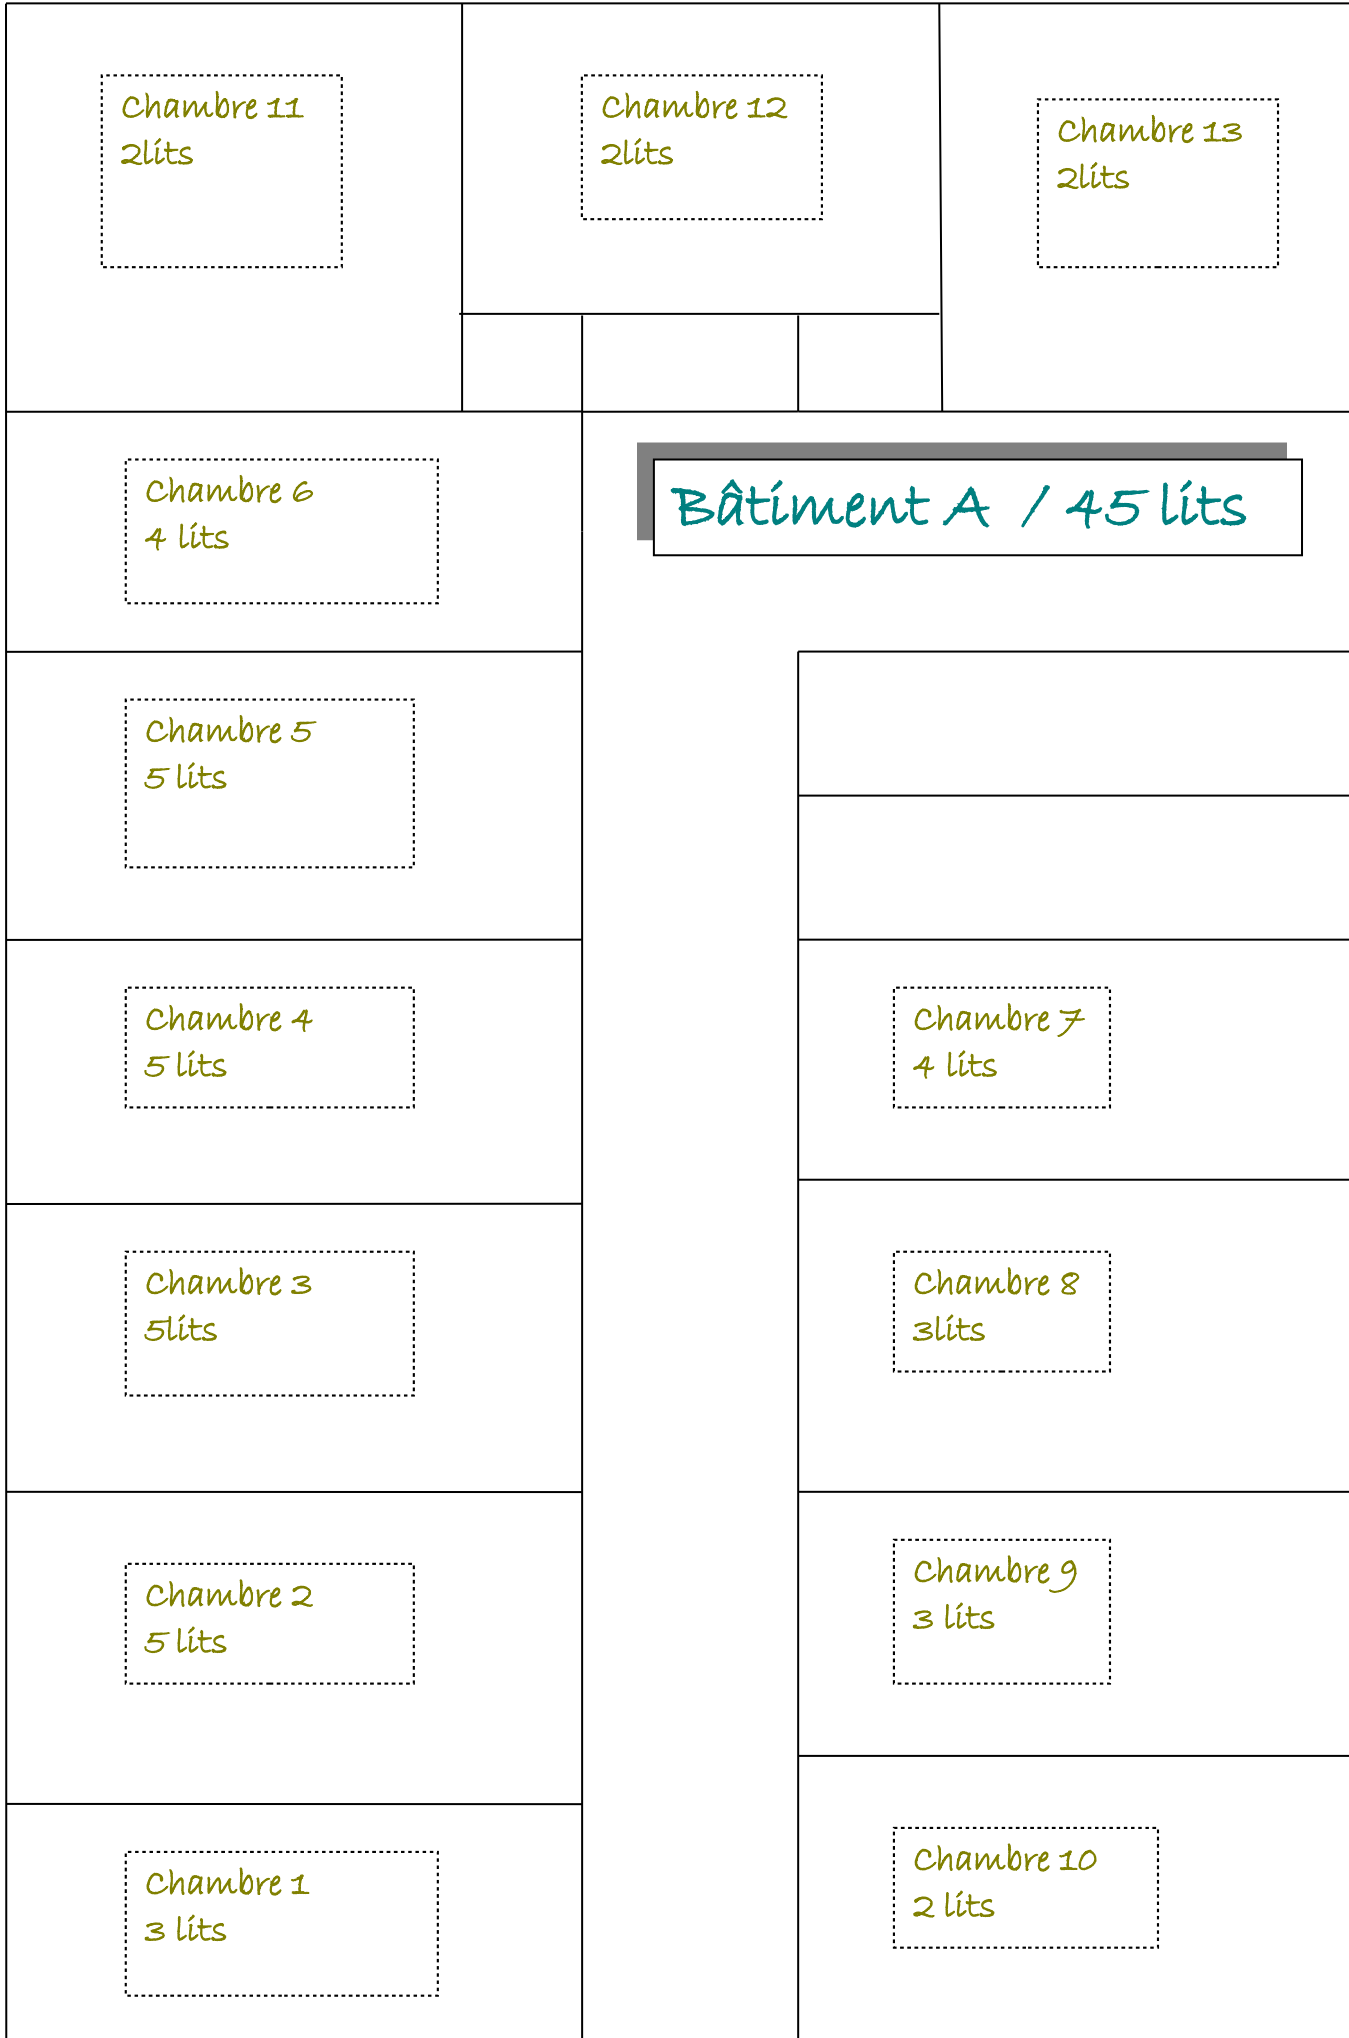 Chambre 11
2lits
Chambre 12
2lits
Chambre 13
2lits
Chambre 6
4 lits
Bâtiment A / 45 lits
Chambre 5
5 lits
Chambre 4
5 lits
Chambre 7
4 lits
Chambre 3
5lits
Chambre 8
3lits
Chambre 2
5 lits
Chambre 9
3 lits
Chambre 1
3 lits
Chambre 10
2 lits